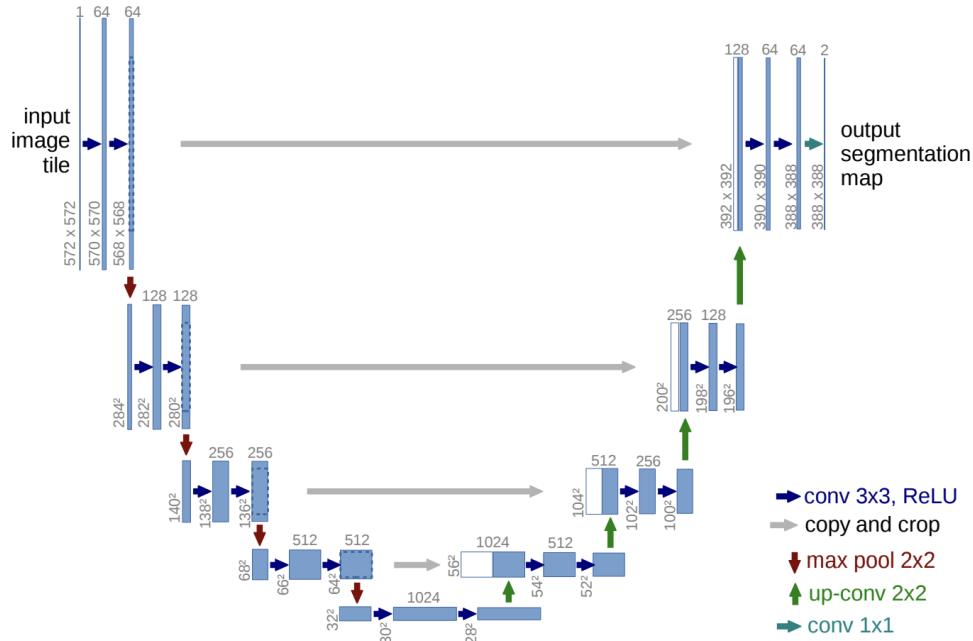 1
64
64
input
image
tile
572 x 572
570 x 570
568 x 568
128
64
64
2
output
segmentation
map
392 x 392
390 x 390
388 x 388
388 x 388
128
128
284²
282²
280²
256
128
200²
198²
196²
256
256
140²
138²
136²
512
256
104²
102²
100²
512
512
68²
66²
64²
1024
512
56²
54²
52²
1024
32²
30²
28²
conv 3x3, ReLU
copy and crop
max pool 2x2
up-conv 2x2
conv 1x1